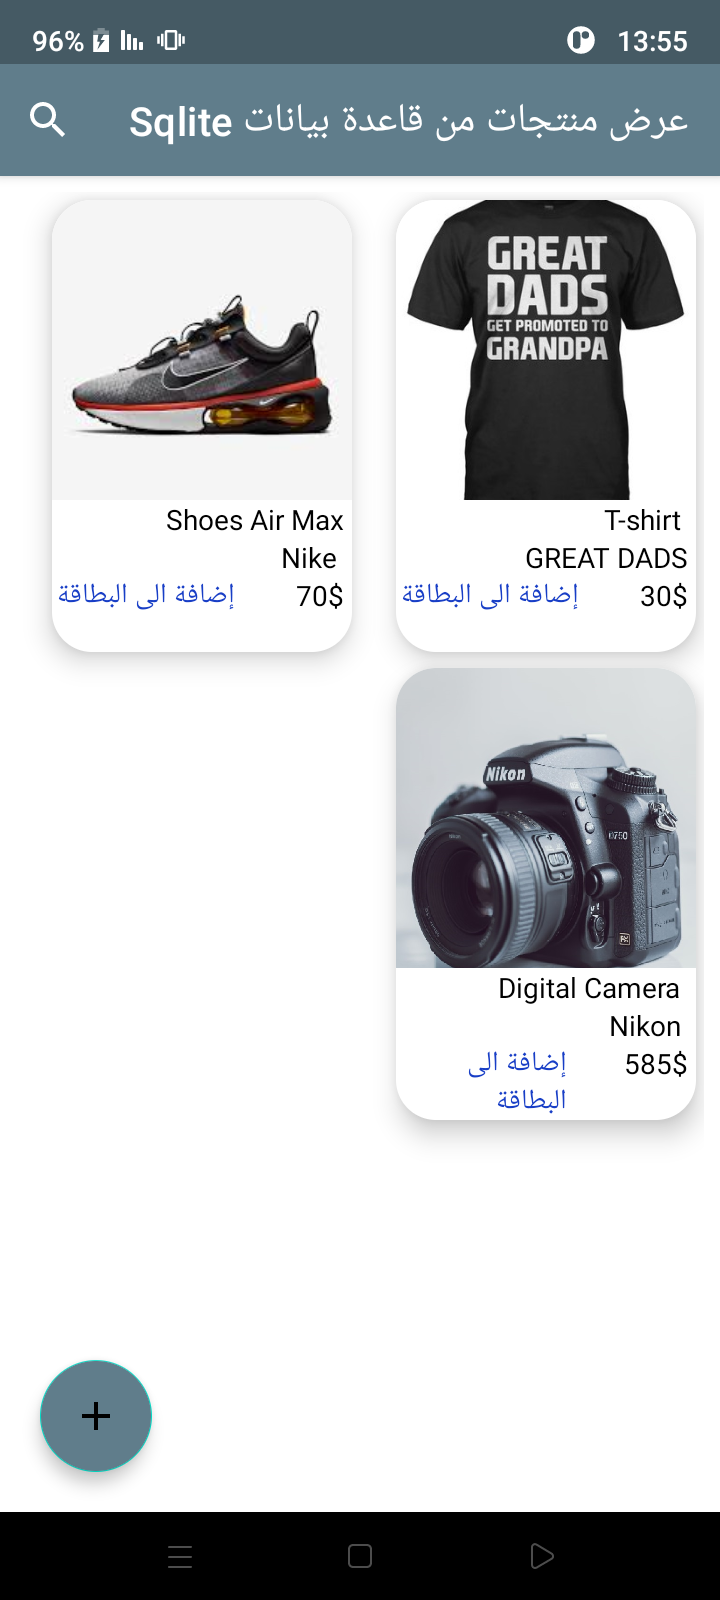 96%
13:55
عرض منتجات من قاعدة بيانات Sqlite
GREAT
DADS
GET PROMOTED TO
GRANDPA
T-shirt
GREAT DADS
30$ إضافة الى البطاقة
Shoes Air Max
Nike
70$ إضافة الى البطاقة
Nikon
D750
Digital Camera
Nikon
585$ إضافة الى
البطاقة